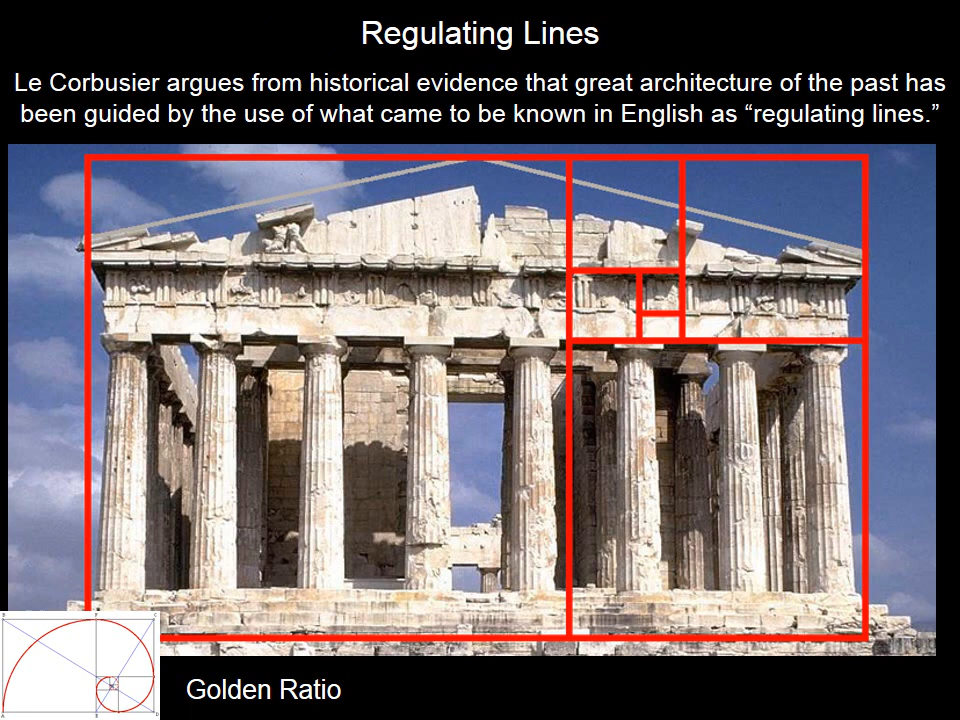 Regulating Lines
Le Corbusier argues from historical evidence that great architecture of the past has
been guided by the use of what came to be known in English as “regulating lines.”
B F C
A E D
Golden Ratio